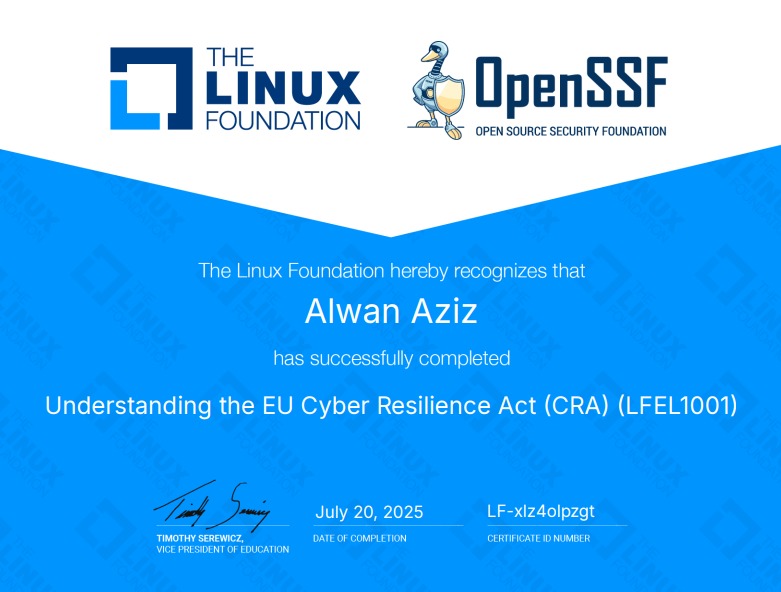 THE
LINUX
FOUNDATION
OpenSSF
OPEN SOURCE SECURITY FOUNDATION
The Linux Foundation hereby recognizes that
Alwan Aziz
has successfully completed
Understanding the EU Cyber Resilience Act (CRA) (LFEL1001)
July 20, 2025
LF-xlz4olpzgt
TIMOTHY SEREWICZ,
VICE PRESIDENT OF EDUCATION
DATE OF COMPLETION
CERTIFICATE ID NUMBER